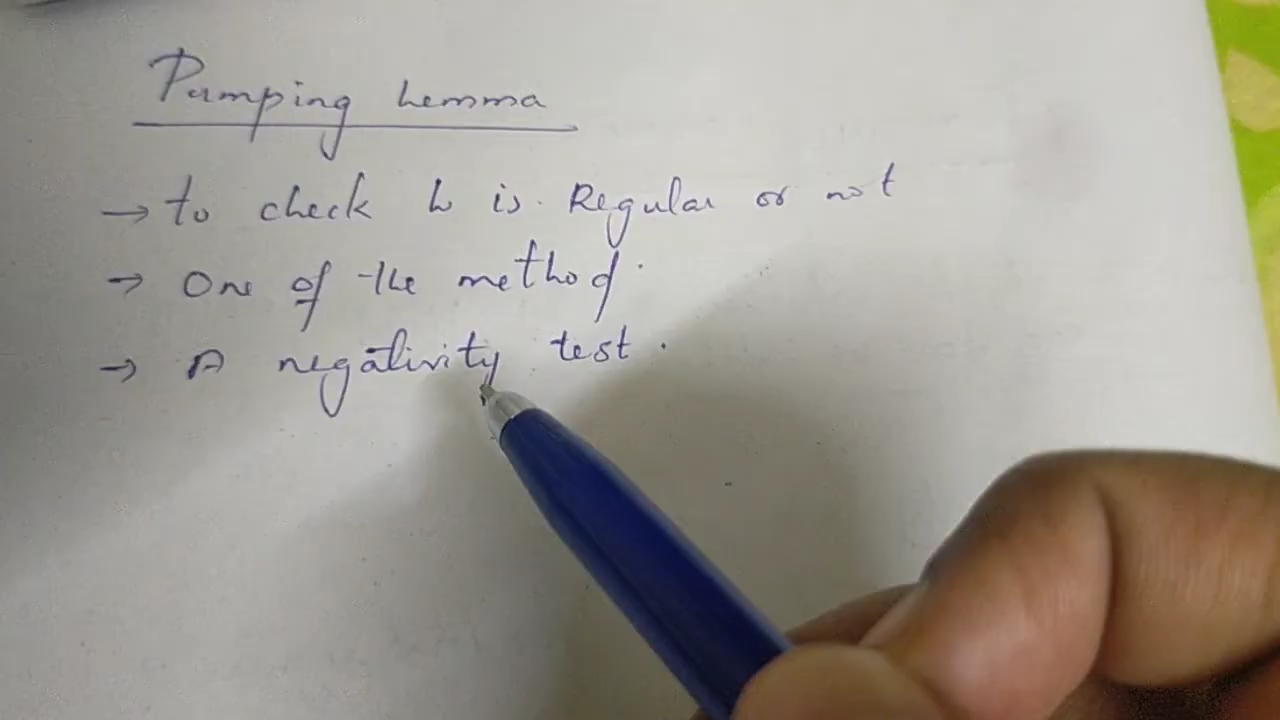 Pumping Lemma
→ to check L is Regular or not
→ One of the method.
→ A negativity test.